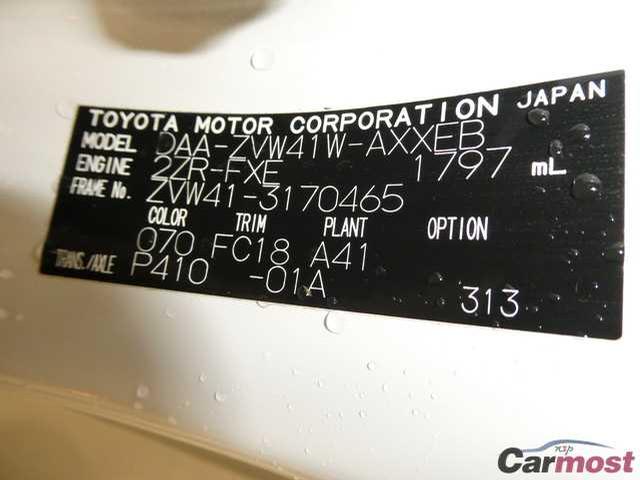 TOYOTA MOTOR CORPORATION JAPAN
MODEL DAA-ZVW41W-AXXEB
ENGINE 2ZR-FXE 1797 mL
FRAME No. ZVW41-3170465
COLOR TRIM PLANT OPTION
070 FC18 A41
TRANS./AXLE P410 -01A
313
nsp
Carmost